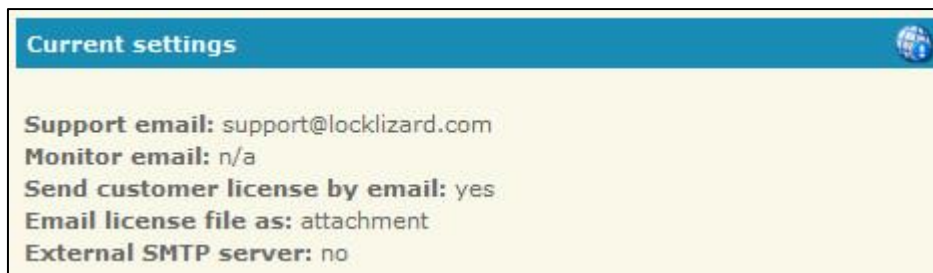 Current settings
Support email: support@locklizard.com
Monitor email: n/a
Send customer license by email: yes
Email license file as: attachment
External SMTP server: no